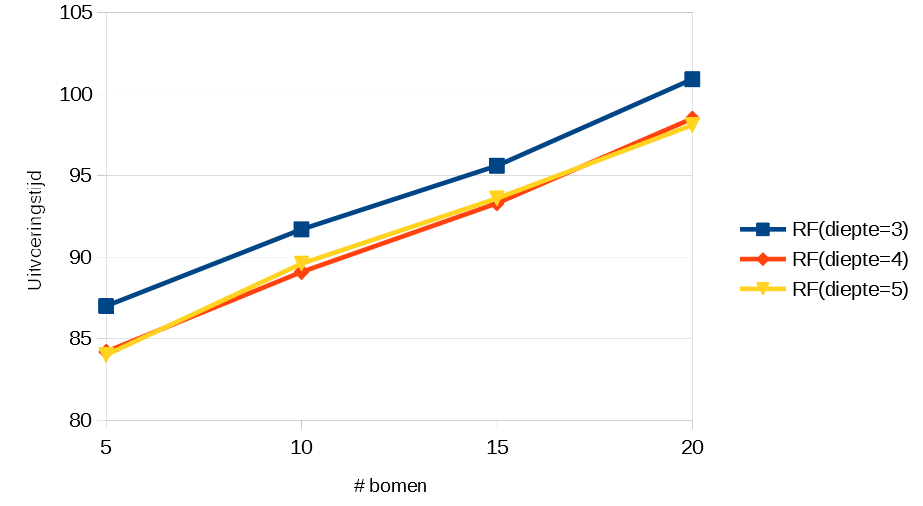 105
100
95
90
85
80
5
10
15
20
Uitvceringstijd
# bomen
RF(diepte=3)
RF(diepte=4)
RF(diepte=5)